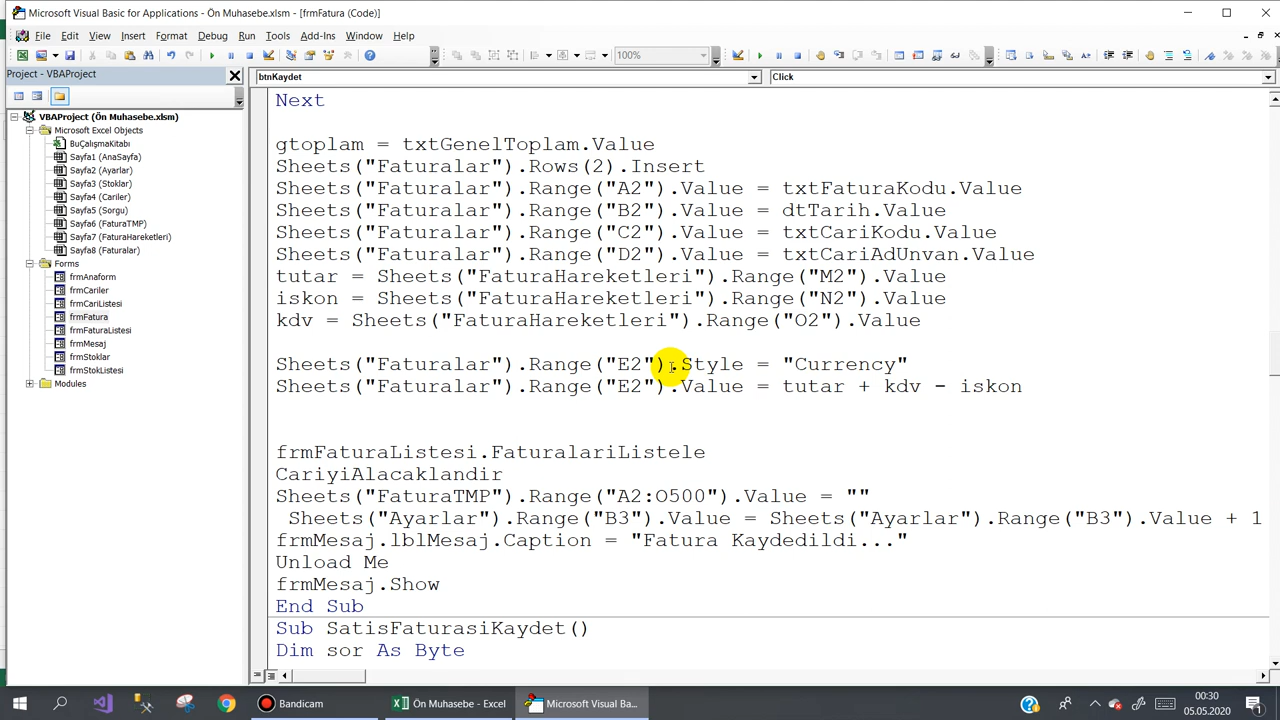 Microsoft Visual Basic for Applications - Ön Muhasebe.xlsm - [frmFatura (Code)]
File Edit View Insert Format Debug Run Tools Add-Ins Window Help
100%
Project - VBAProject
btnKaydet
Click
VBAProject (Ön Muhasebe.xlsm)
Microsoft Excel Objects
BuÇalışmaKitabı
Sayfa1 (AnaSayfa)
Sayfa2 (Ayarlar)
Sayfa3 (Stoklar)
Sayfa4 (Cariler)
Sayfa5 (Sorgu)
Sayfa6 (FaturaTMP)
Sayfa7 (FaturaHareketleri)
Sayfa8 (Faturalar)
Forms
frmAnaform
frmCariler
frmCariListesi
frmFatura
frmFaturaListesi
frmMesaj
frmStoklar
frmStokListesi
Modules
Next
gtoplam = txtGenelToplam.Value
Sheets("Faturalar").Rows(2).Insert
Sheets("Faturalar").Range("A2").Value = txtFaturaKodu.Value
Sheets("Faturalar").Range("B2").Value = dtTarih.Value
Sheets("Faturalar").Range("C2").Value = txtCariKodu.Value
Sheets("Faturalar").Range("D2").Value = txtCariAdUnvan.Value
tutar = Sheets("FaturaHareketleri").Range("M2").Value
iskon = Sheets("FaturaHareketleri").Range("N2").Value
kdv = Sheets("FaturaHareketleri").Range("O2").Value
Sheets("Faturalar").Range("E2").Style = "Currency"
Sheets("Faturalar").Range("E2").Value = tutar + kdv - iskon
frmFaturaListesi.FaturalariListele
CariyiAlacaklandir
Sheets("FaturaTMP").Range("A2:O500").Value = ""
Sheets("Ayarlar").Range("B3").Value = Sheets("Ayarlar").Range("B3").Value + 1
frmMesaj.lblMesaj.Caption = "Fatura Kaydedildi..."
Unload Me
frmMesaj.Show
End Sub
Sub SatisFaturasiKaydet()
Dim sor As Byte
Bandicam
Ön Muhasebe - Excel
Microsoft Visual Ba...
00:30
05.05.2020